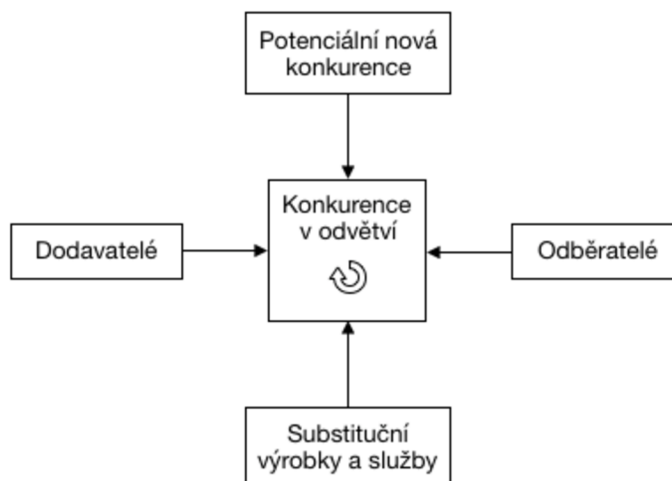 Potenciální nová
konkurence
Konkurence
v odvětví
Dodavatelé
Odběratelé
Substituční
výrobky a služby